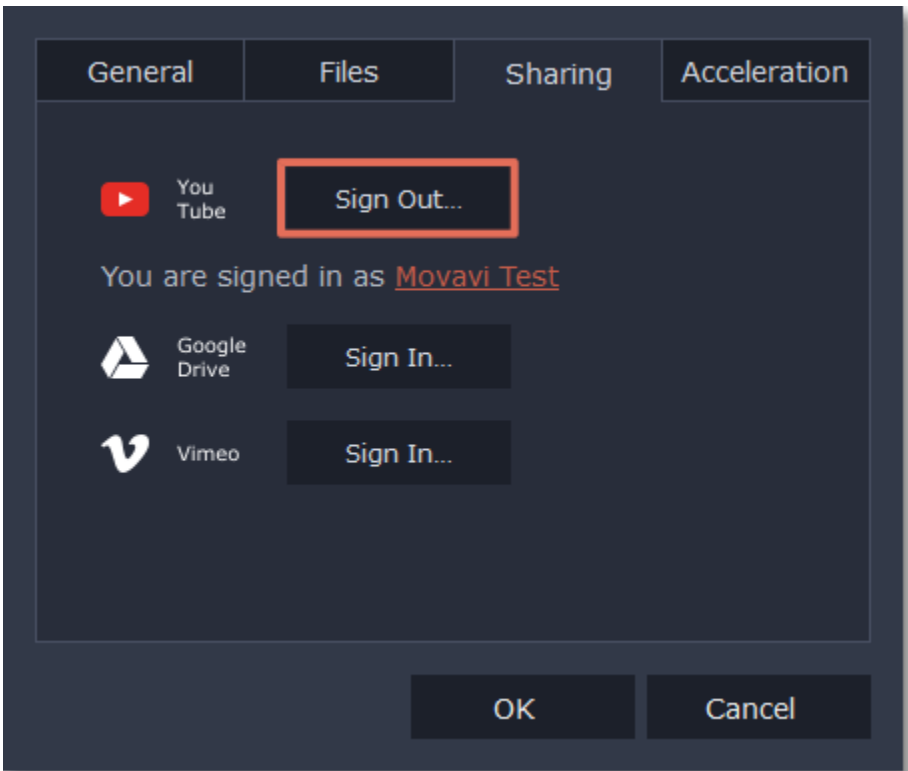 General Files Sharing Acceleration
You
Tube
Sign Out...
You are signed in as Movavi Test
Google
Drive
Sign In...
Vimeo
Sign In...
OK Cancel